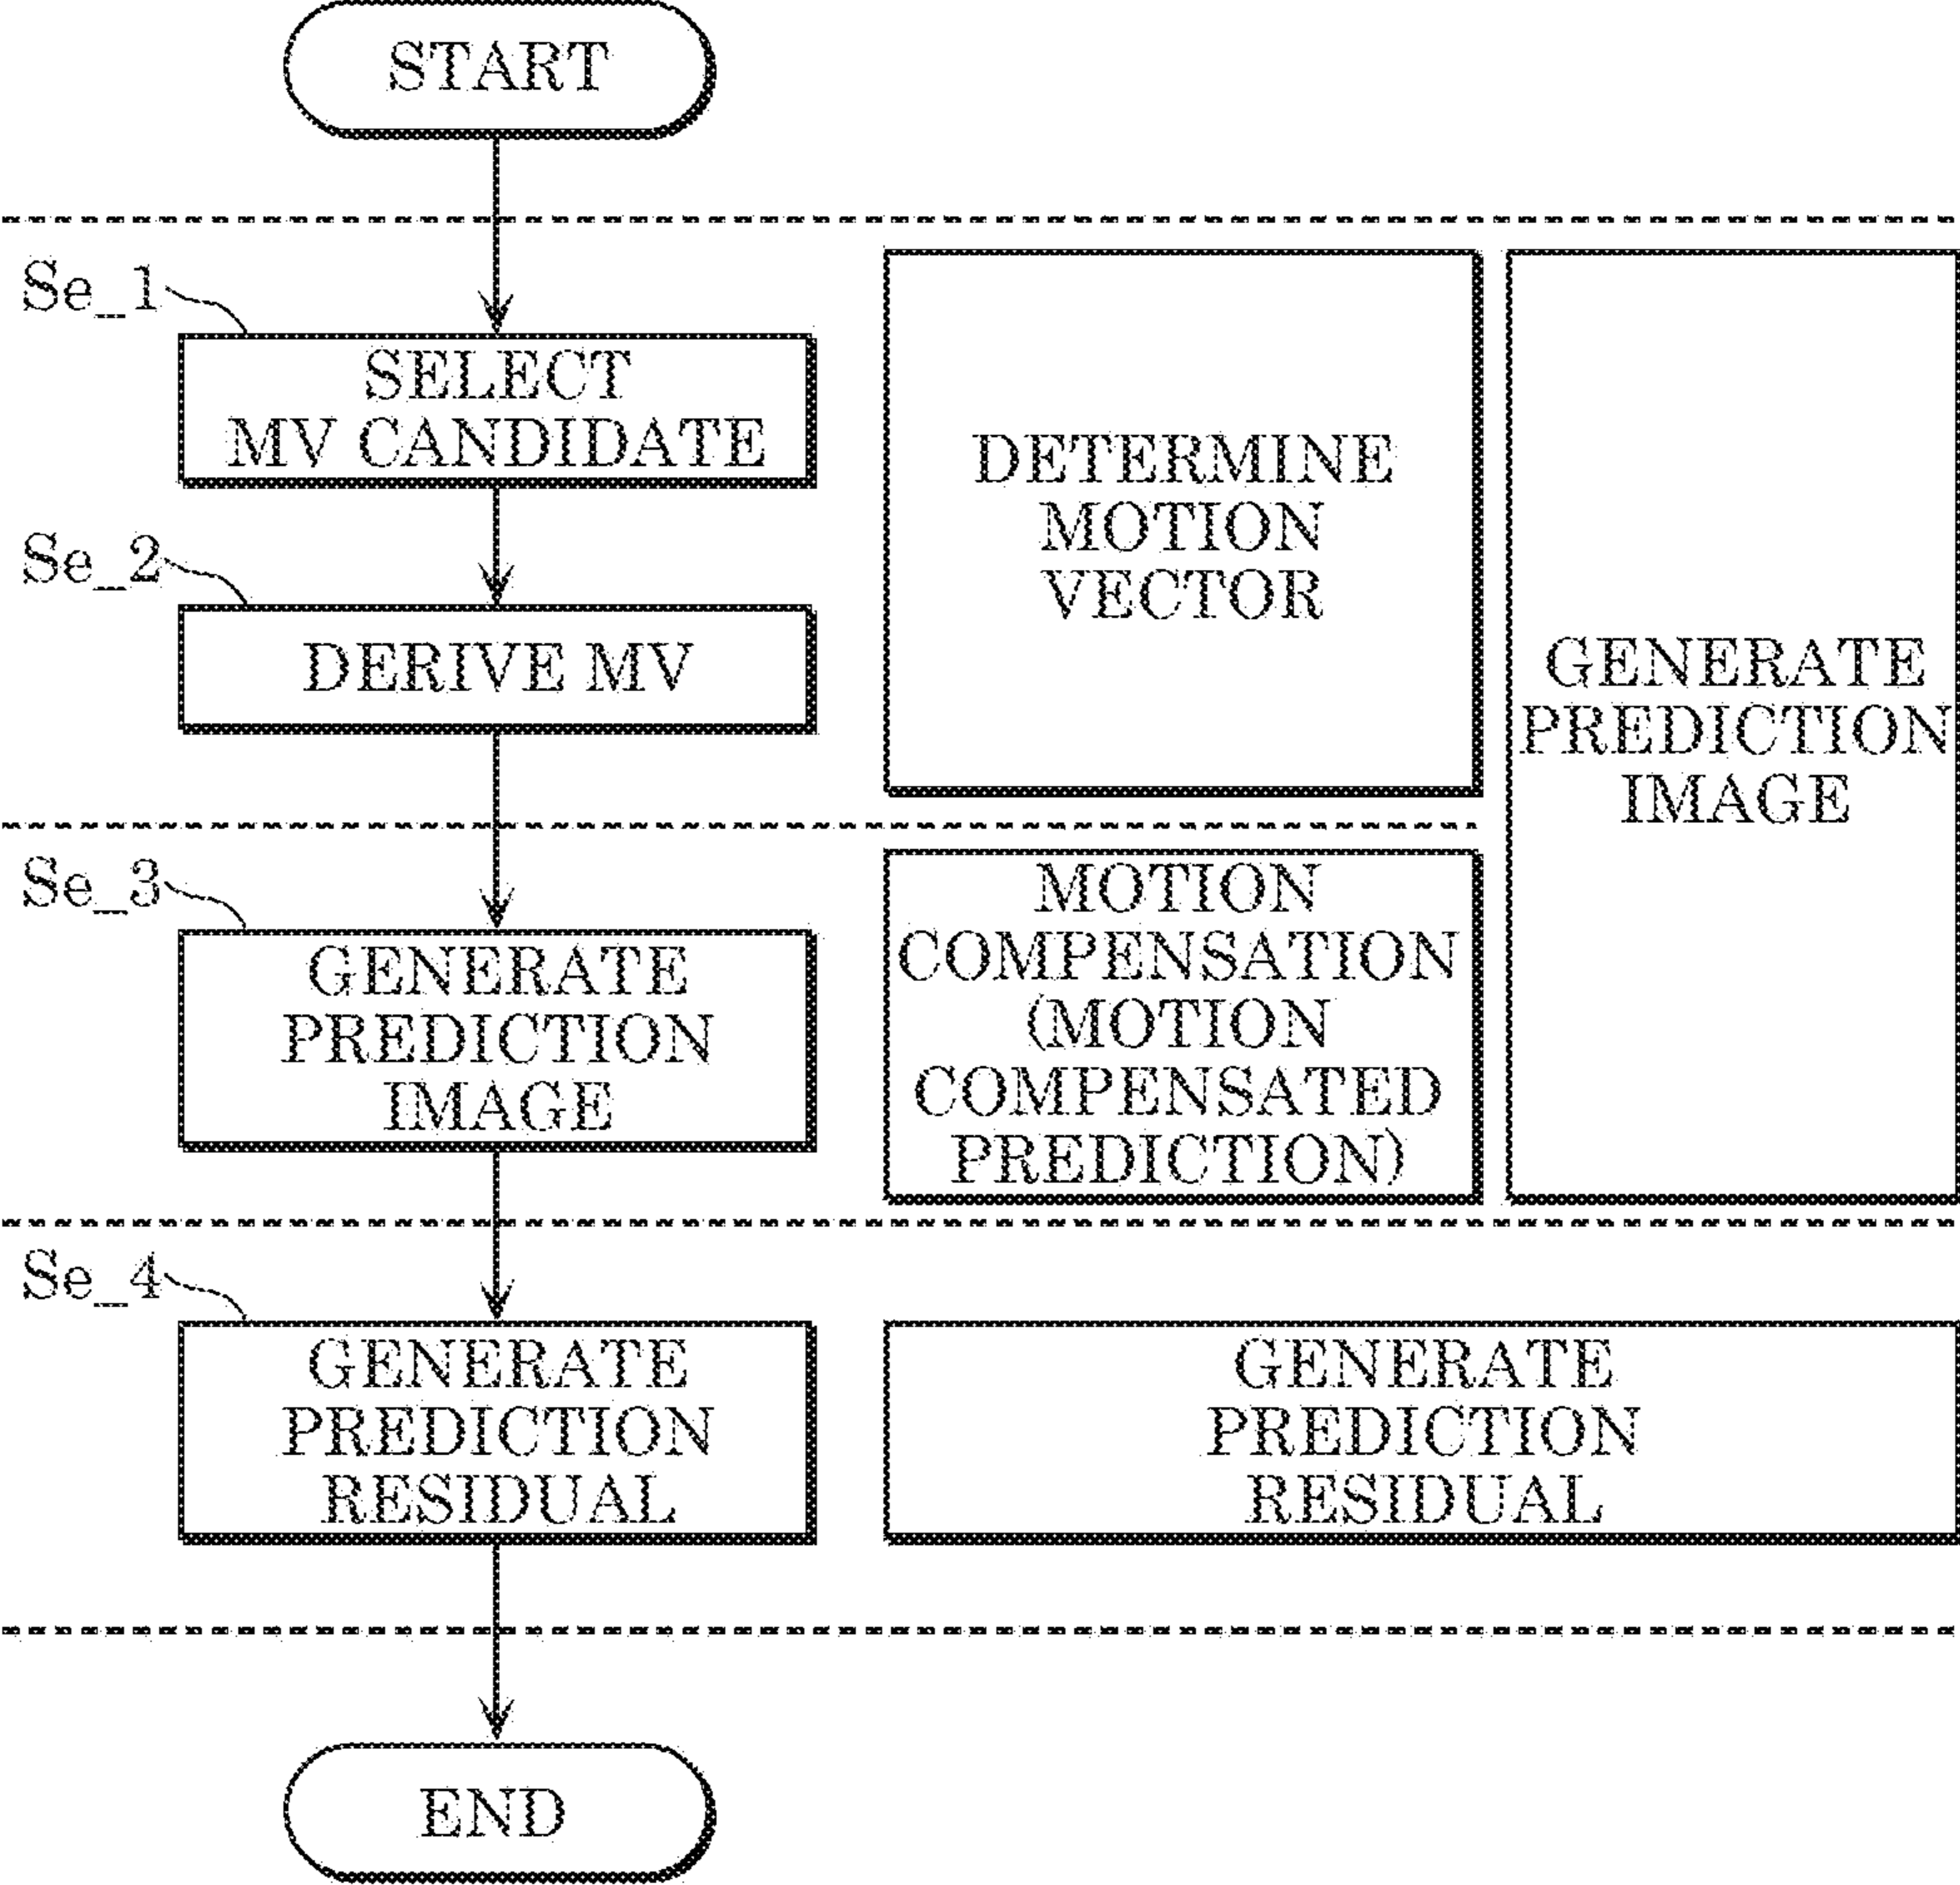 START
Se_1
SELECT
MV CANDIDATE
Se_2
DERIVE MV
DETERMINE
MOTION
VECTOR
GENERATE
PREDICTION
IMAGE
Se_3
GENERATE
PREDICTION
IMAGE
MOTION
COMPENSATION
(MOTION
COMPENSATED
PREDICTION)
Se_4
GENERATE
PREDICTION
RESIDUAL
GENERATE
PREDICTION
RESIDUAL
END